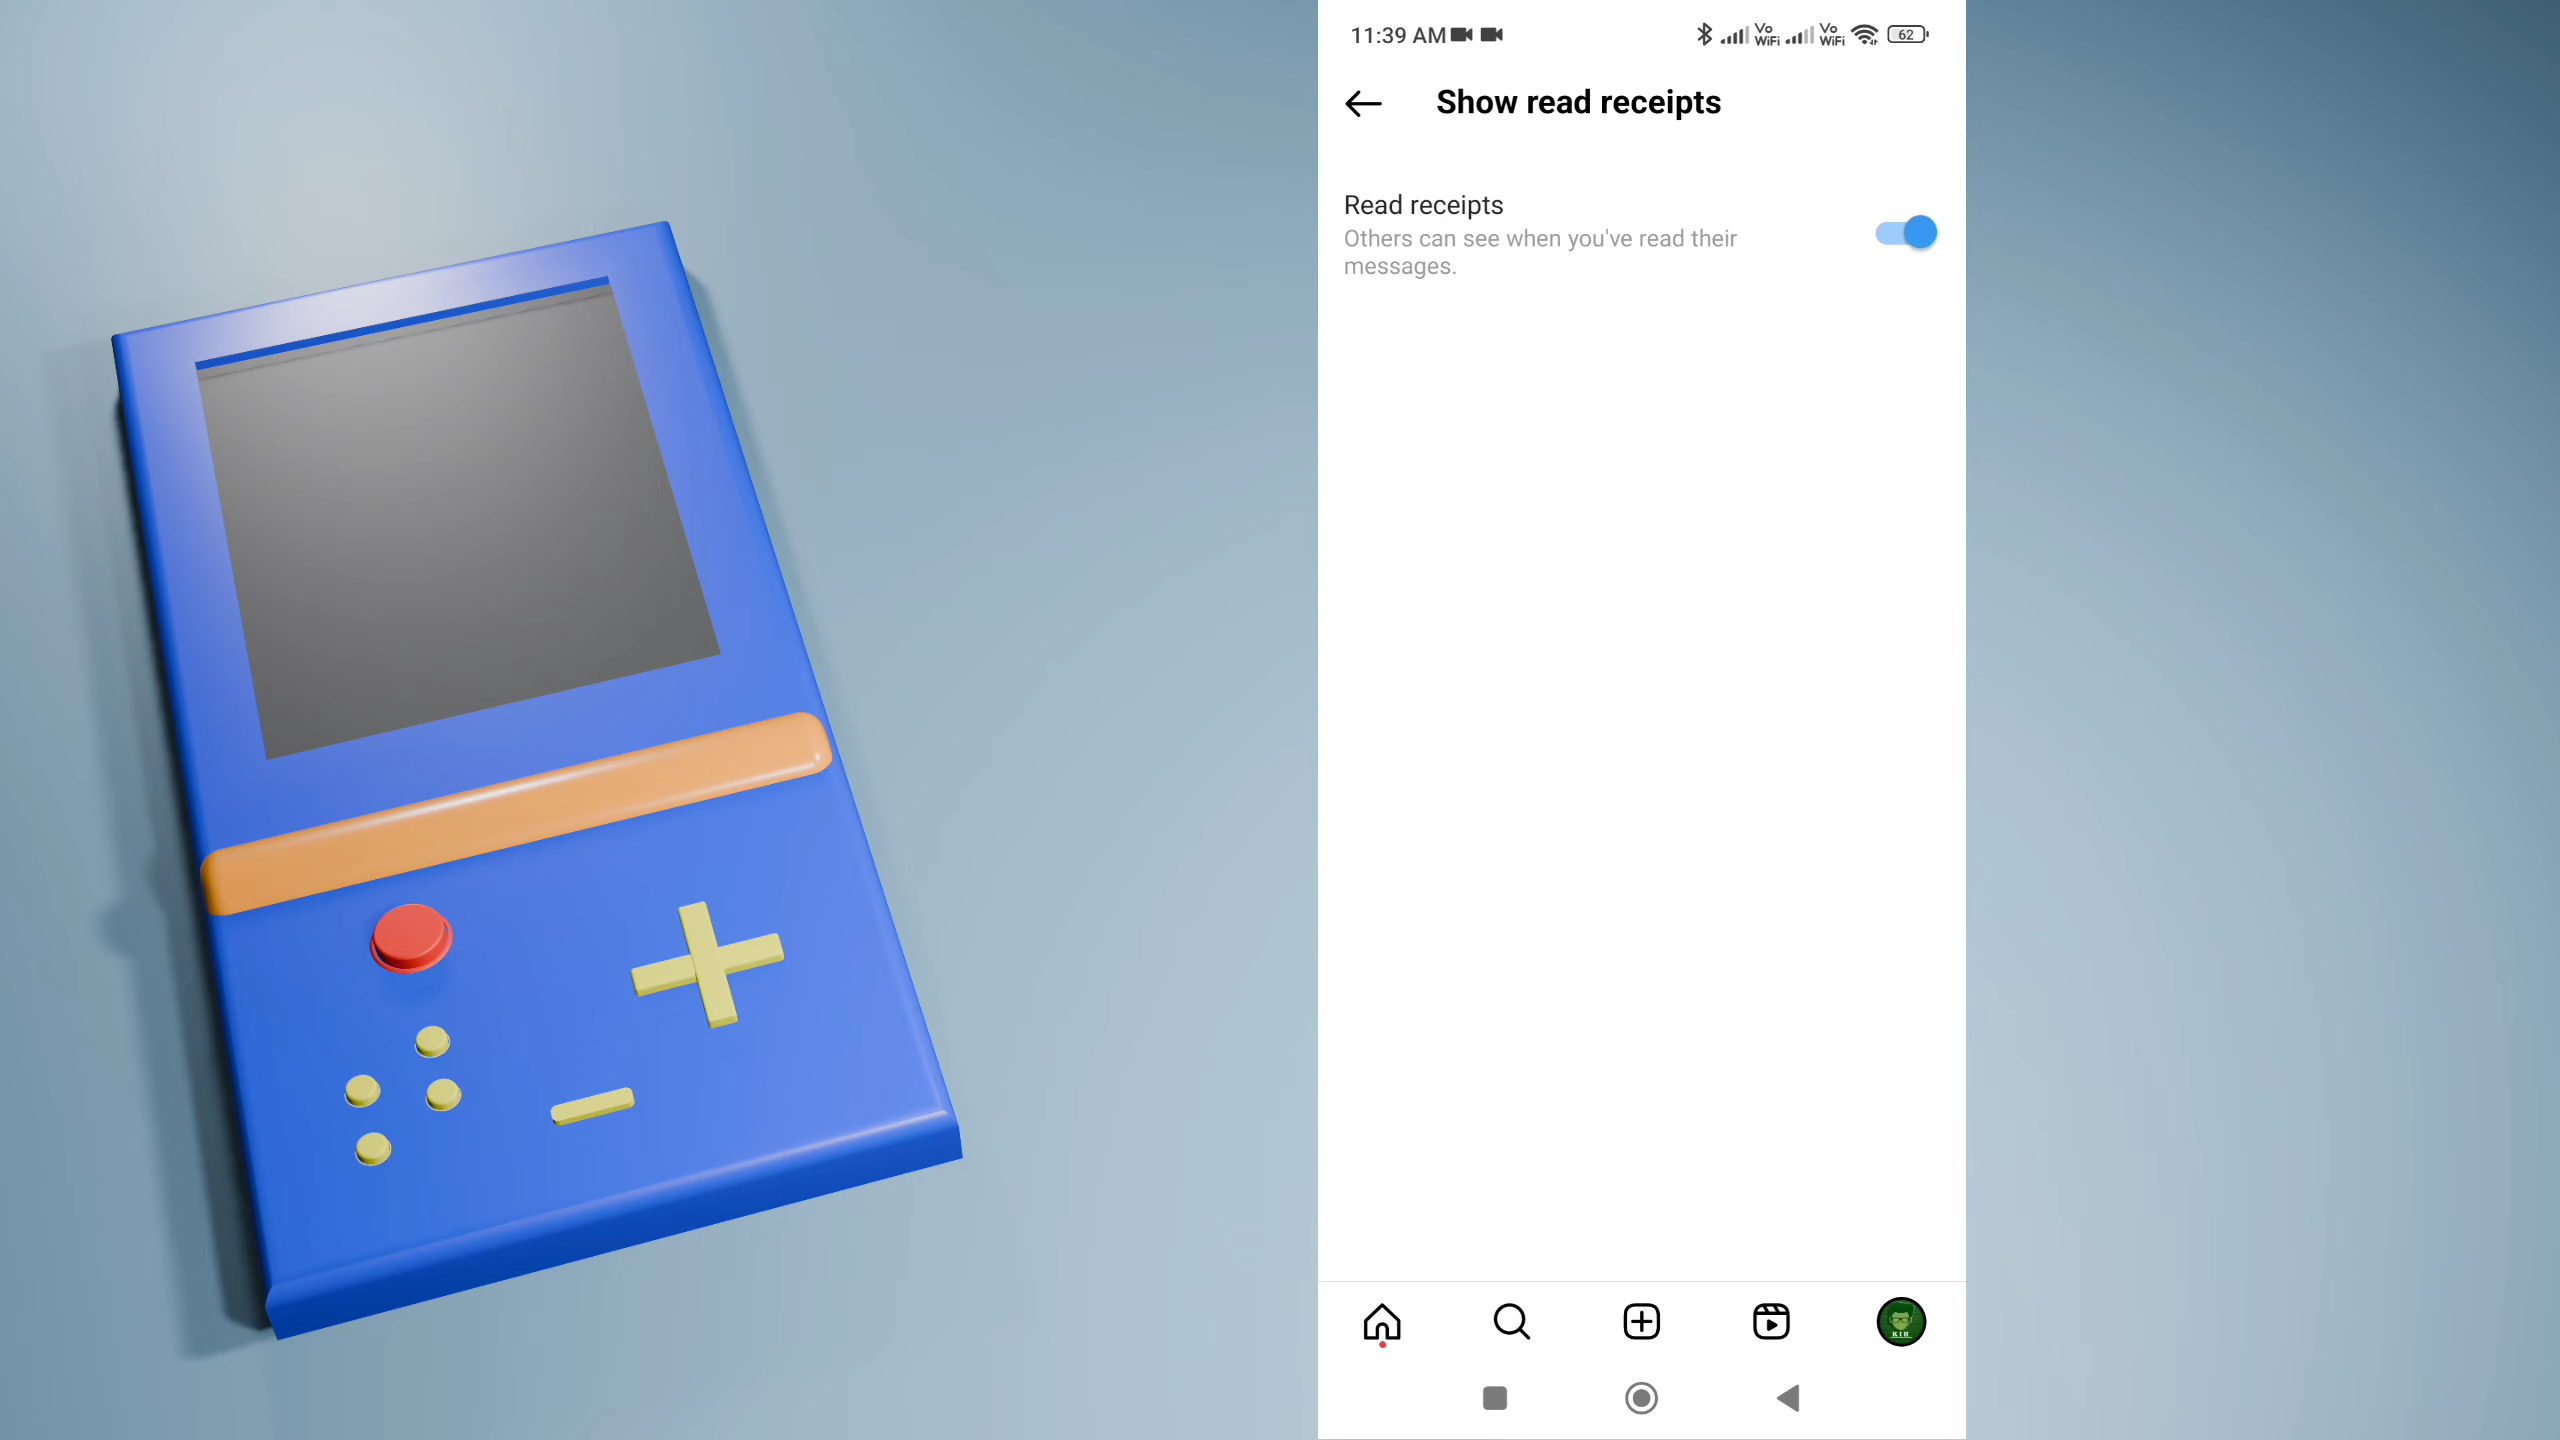 11:39 AM
Vo WiFi Vo WiFi 62
Show read receipts
Read receipts
Others can see when you've read their
messages.
KIH